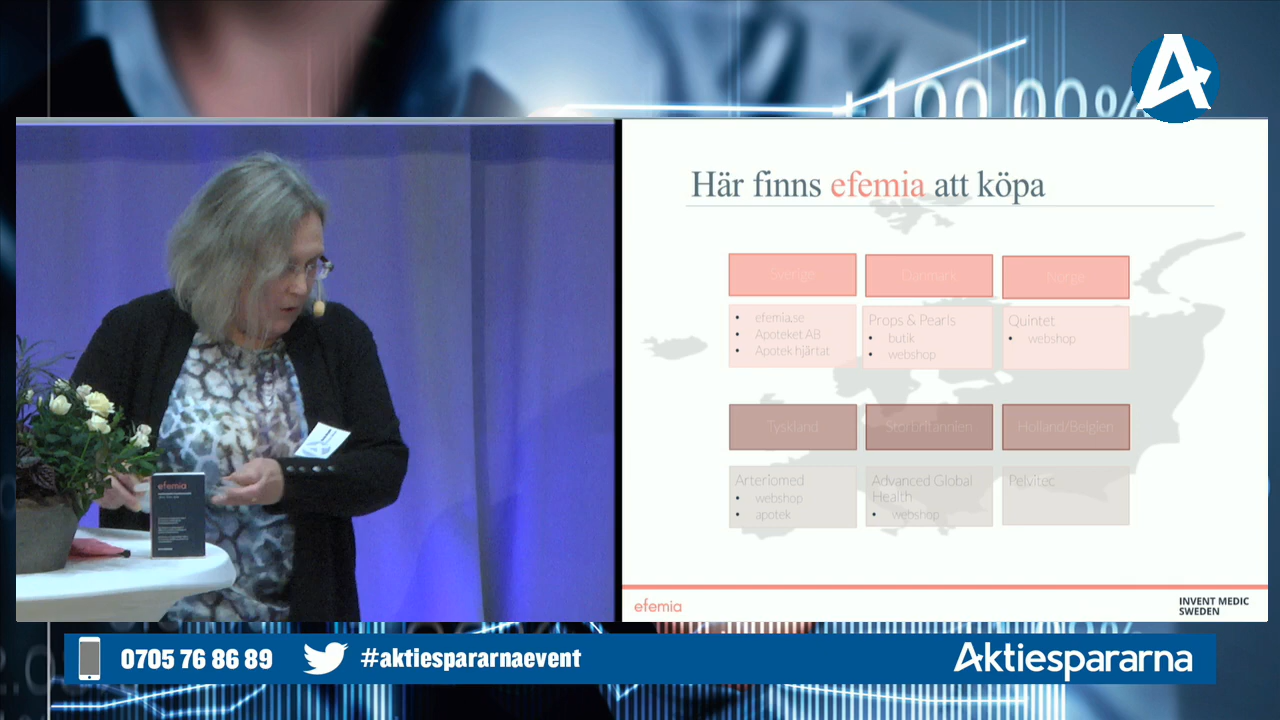 +100,00%
Här finns efemia att köpa
Sverige
efemia.se
Apoteket AB
Apotek hjärtat
Danmark
Props & Pearls
butik
webshop
Norge
Quintet
webshop
Tyskland
Arteriomed
webshop
apotek
Storbritannien
Advanced Global
Health
webshop
Holland/Belgien
Pelvitec
efemia
INVENT MEDIC
SWEDEN
efemia
0705 76 86 89
#aktiespararnaevent
Aktiespararna